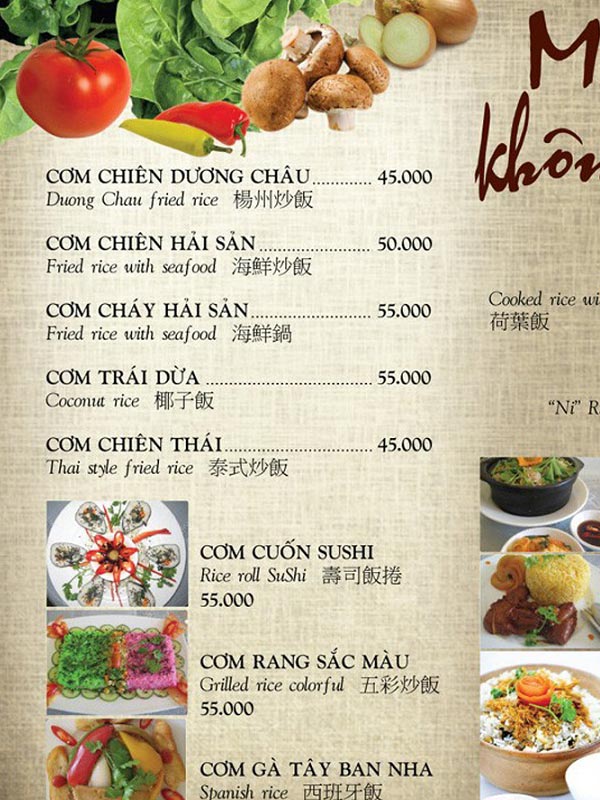 CƠM CHIÊN DƯƠNG CHÂU 45.000
Duong Chau fried rice 楊州炒飯
CƠM CHIÊN HẢI SẢN 50.000
Fried rice with seafood 海鮮炒飯
CƠM CHÁY HẢI SẢN 55.000
Fried rice with seafood 海鮮鍋
CƠM TRÁI DỪA 55.000
Coconut rice 椰子飯
CƠM CHIÊN THÁI 45.000
Thai style fried rice 泰式炒飯
CƠM CUỐN SUSHI
Rice roll SuShi 壽司飯捲
55.000
CƠM RANG SẮC MÀU
Grilled rice colorful 五彩炒飯
55.000
CƠM GÀ TÂY BAN NHA
Spanish rice 西班牙飯
Cooked rice
荷葉飯
“Ni”